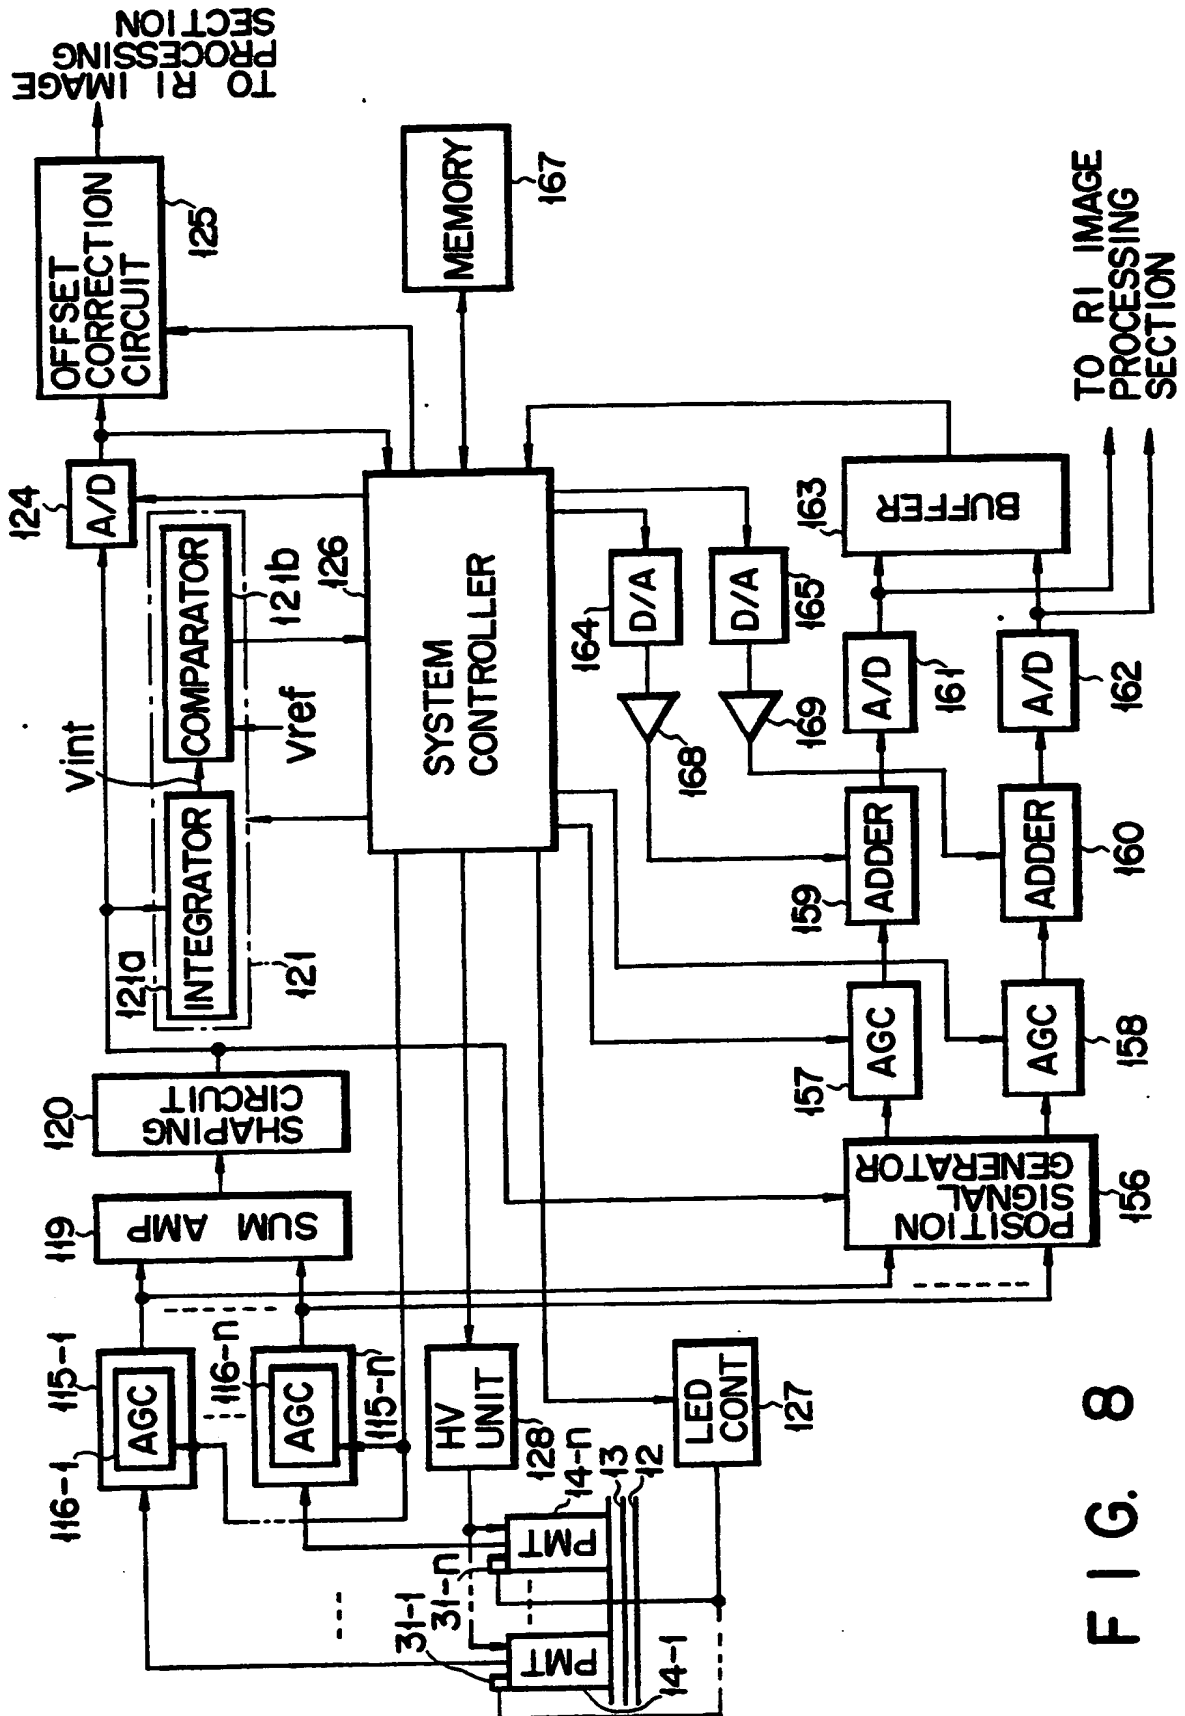 TO RI IMAGE
PROCESSING
SECTION
OFFSET
CORRECTION
CIRCUIT
125
124
A/D
MEMORY
167
COMPARATOR
121b
126
Vint
Vref
INTEGRATOR
121a
121
SYSTEM
CONTROLLER
120
SHAPING
CIRCUIT
119
SUM AMP
115-1
AGC
116-1
116-n
AGC
115-n
HV
UNIT
128
14-n
13
12
PMT
31-n
31-1
PMT
14-1
LED
CONT
127
D/A
164
D/A
165
168
169
163
BUFFER
A/D
161
A/D
162
159
ADDER
ADDER
160
157
AGC
AGC
158
POSITION
SIGNAL
GENERATOR
156
TO RI IMAGE
PROCESSING
SECTION
FIG. 8